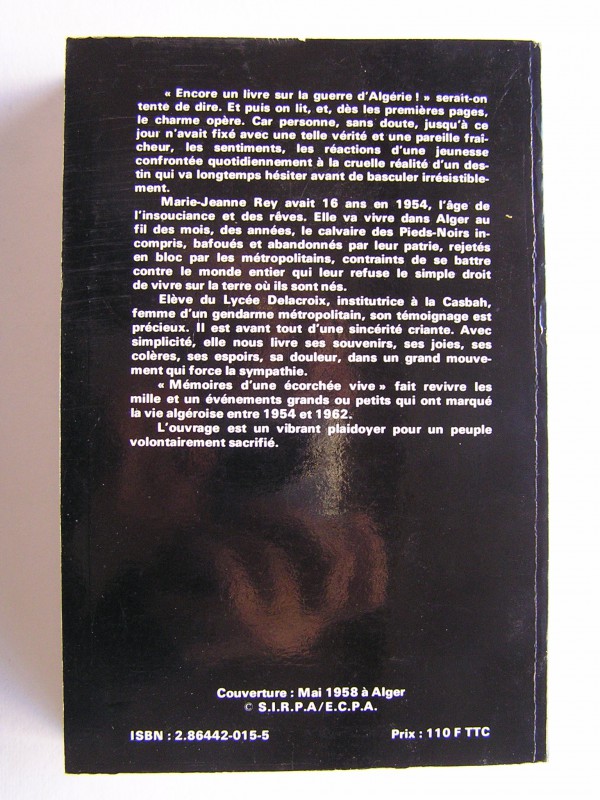 « Encore un livre sur la guerre d'Algérie ! » serait-on
tenté de dire. Et puis on lit, et, dès les premières pages,
le charme opère. Car personne, sans doute, jusqu'à ce
jour n'avait fixé avec une telle vérité et une pareille fraî-
cheur, les sentiments, les réactions d'une jeunesse
confrontée quotidiennement à la cruelle réalité d'un des-
tin qui va longtemps hésiter avant de basculer irrésistible-
ment.
Marie-Jeanne Rey avait 16 ans en 1954, l'âge de
l'insouciance et des rêves. Elle va vivre dans Alger au
fil des mois, des années, le calvaire des Pieds-Noirs in-
compris, bafoués et abandonnés par leur patrie, rejetés
en bloc par les métropolitains, contraints de se battre
contre le monde entier qui leur refuse le simple droit
de vivre sur la terre où ils sont nés.
Elève du Lycée Delacroix, institutrice à la Casbah,
femme d'un gendarme métropolitain, son témoignage est
précieux. Il est avant tout d'une sincérité criante. Avec
simplicité, elle nous livre ses souvenirs, ses joies, ses
colères, ses espoirs, sa douleur, dans un grand mouve-
ment qui force la sympathie.
« Mémoires d'une écorchée vive » fait revivre les
mille et un événements grands ou petits qui ont marqué
la vie algéroise entre 1954 et 1962.
L'ouvrage est un vibrant plaidoyer pour un peuple
volontairement sacrifié.
Couverture : Mai 1958 à Alger
© S.I.R.P.A/E.C.P.A.
ISBN : 2.86442-015-5
Prix : 110 F TTC